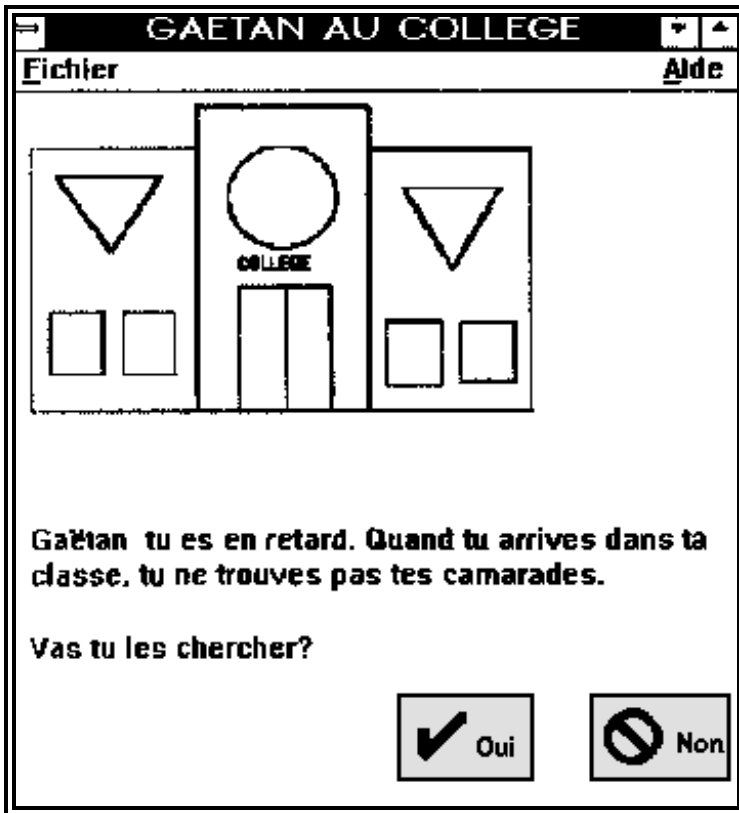 GAETAN AU COLLEGE
Fichier Aide
COLLEGE
Gaëtan tu es en retard. Quand tu arrives dans ta
classe, tu ne trouves pas tes camarades.
Vas tu les chercher?
Oui Non